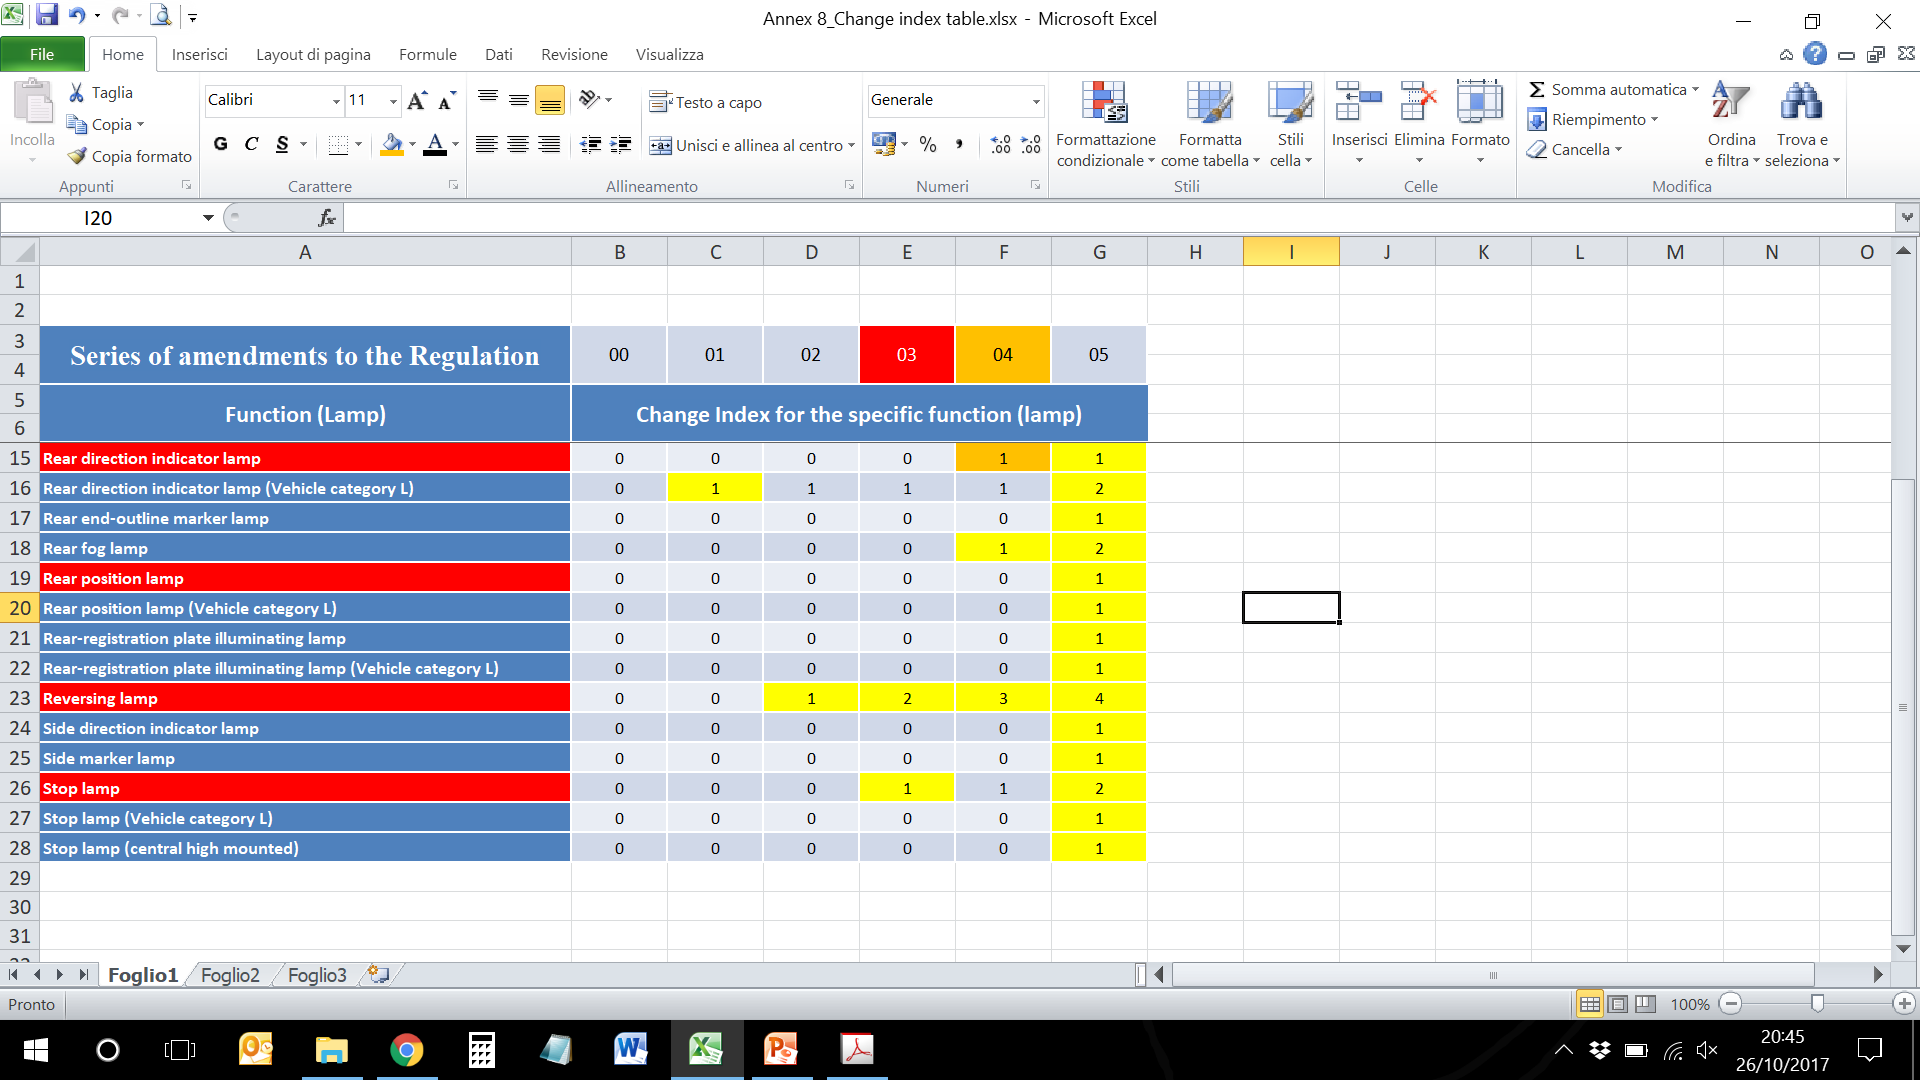 Annex 8_Change index table.xlsx - Microsoft Excel
File Home Inserisci Layout di pagina Formule Dati Revisione Visualizza
Incolla
Taglia
Copia
Copia formato
Appunti
Calibri 11
G C S
Carattere
Testo a capo
Unisci e allinea al centro
Allineamento
Generale
%
Numeri
Formattazione condizionale
Formatta come tabella
Stili cella
Stili
Inserisci Elimina Formato
Celle
Somma automatica
Riempimento
Cancella
Ordina e filtra
Trova e seleziona
Modifica
I20 fx
A B C D E F G H I J K L M N O
1
2
3
4
Series of amendments to the Regulation 00 01 02 03 04 05
5
6
Function (Lamp) Change Index for the specific function (lamp)
15 Rear direction indicator lamp 0 0 0 0 1 1
16 Rear direction indicator lamp (Vehicle category L) 0 1 1 1 1 2
17 Rear end-outline marker lamp 0 0 0 0 0 1
18 Rear fog lamp 0 0 0 0 1 2
19 Rear position lamp 0 0 0 0 0 1
20 Rear position lamp (Vehicle category L) 0 0 0 0 0 1
21 Rear-registration plate illuminating lamp 0 0 0 0 0 1
22 Rear-registration plate illuminating lamp (Vehicle category L) 0 0 0 0 0 1
23 Reversing lamp 0 0 1 2 3 4
24 Side direction indicator lamp 0 0 0 0 0 1
25 Side marker lamp 0 0 0 0 0 1
26 Stop lamp 0 0 0 1 1 2
27 Stop lamp (Vehicle category L) 0 0 0 0 0 1
28 Stop lamp (central high mounted) 0 0 0 0 0 1
29
30
31
Foglio1 Foglio2 Foglio3
Pronto 100%
20:45
26/10/2017